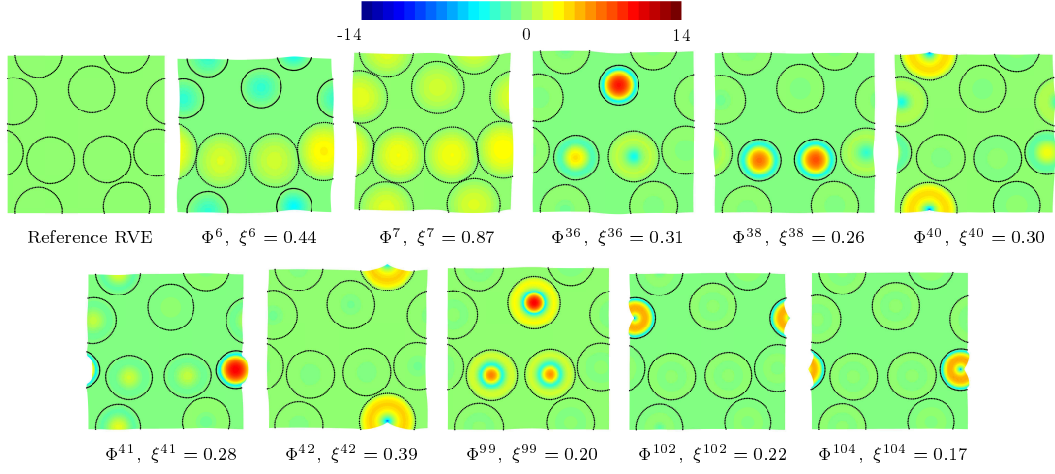 -14 0 14
Reference RVE Φ⁶, ξ⁶ = 0.44 Φ⁷, ξ⁷ = 0.87 Φ³⁶, ξ³⁶ = 0.31 Φ³⁸, ξ³⁸ = 0.26 Φ⁴⁰, ξ⁴⁰ = 0.30
Φ⁴¹, ξ⁴¹ = 0.28 Φ⁴², ξ⁴² = 0.39 Φ⁹⁹, ξ⁹⁹ = 0.20 Φ¹⁰², ξ¹⁰² = 0.22 Φ¹⁰⁴, ξ¹⁰⁴ = 0.17